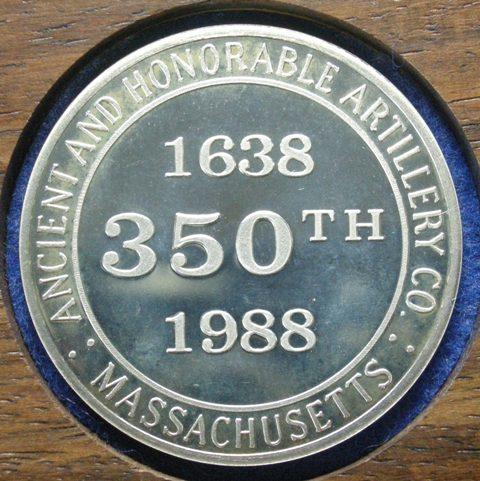 ANCIENT AND HONORABLE ARTILLERY CO.
1638
350TH
1988
· MASSACHUSETTS ·